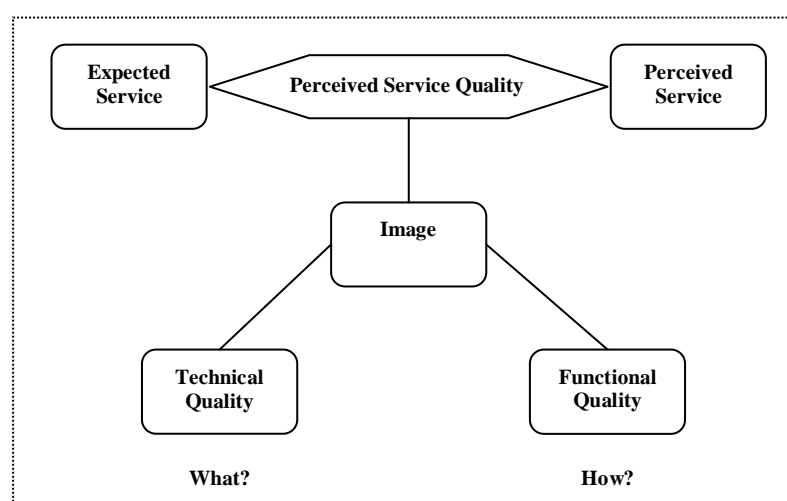 Expected
Service
Perceived Service Quality
Perceived
Service
Image
Technical
Quality
Functional
Quality
What?
How?